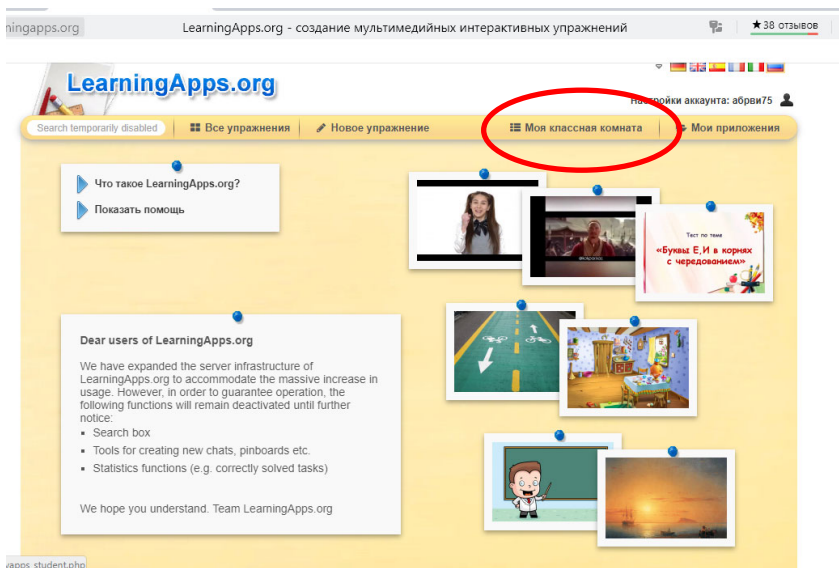 ningapps.org
LearningApps.org - создание мультимедийных интерактивных упражнений
★38 отзывов
LearningApps.org
Настройки аккаунта: абрви75
Search temporarily disabled
Все упражнения
Новое упражнение
Моя классная комната
Мои приложения
Что такое LearningApps.org?
Показать помощь
Тест по теме
«Буквы Е,И в корнях
с чередованием»
Dear users of LearningApps.org
We have expanded the server infrastructure of
LearningApps.org to accommodate the massive increase in
usage. However, in order to guarantee operation, the
following functions will remain deactivated until further
notice:
▪ Search box
▪ Tools for creating new chats, pinboards etc.
▪ Statistics functions (e.g. correctly solved tasks)
We hope you understand. Team LearningApps.org
yapps_student.php